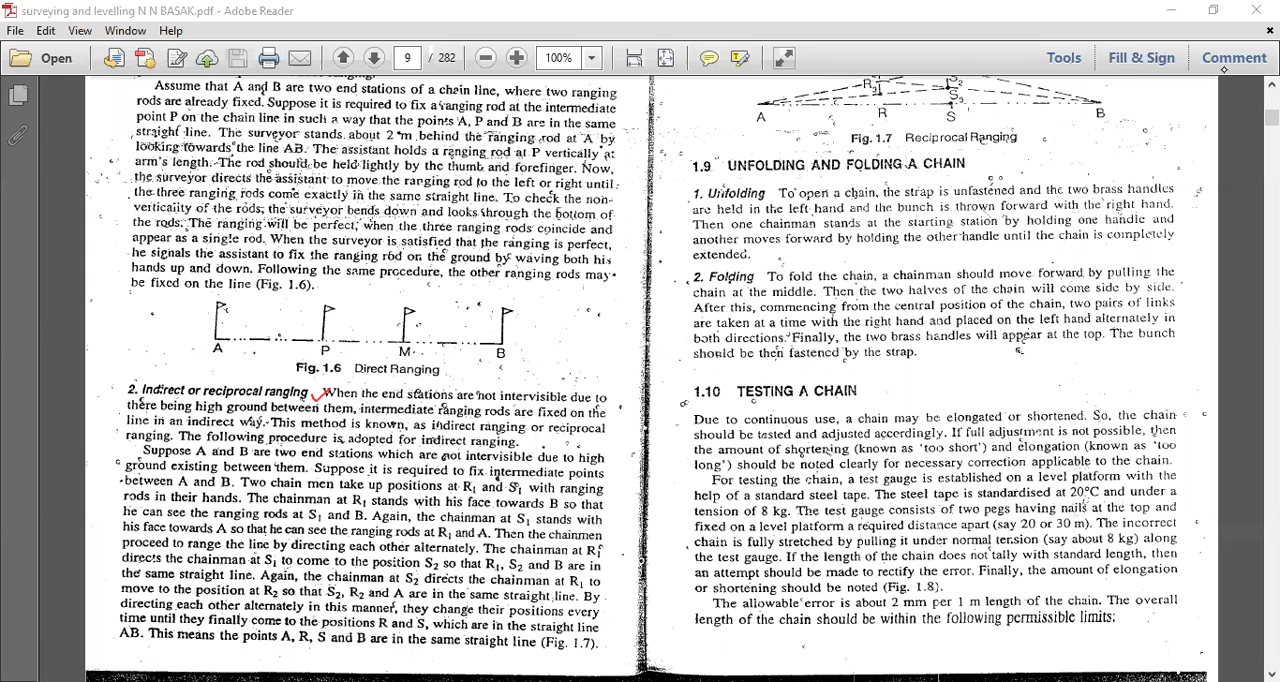 surveying and levelling N N BASAK.pdf - Adobe Reader
File Edit View Window Help
Open 9 / 282 100% Tools Fill & Sign Comment
Assume that A and B are two end stations of a chain line, where two ranging
rods are already fixed. Suppose it is required to fix a ranging rod at the intermediate
point P on the chain line in such a way that the points A, P and B are in the same
straight line. The surveyor stands about 2 m behind the ranging rod at A by
looking towards the line AB. The assistant holds a ranging rod at P vertically at
arm's length. The rod should be held lightly by the thumb and forefinger. Now,
the surveyor directs the assistant to move the ranging rod to the left or right until
the three ranging rods come exactly in the same straight line. To check the non-
verticality of the rods, the surveyor bends down and looks through the bottom of
the rods. The ranging will be perfect, when the three ranging rods coincide and
appear as a single rod. When the surveyor is satisfied that the ranging is perfect,
he signals the assistant to fix the ranging rod on the ground by waving both his
hands up and down. Following the same procedure, the other ranging rods may
be fixed on the line (Fig. 1.6).
A P M B
Fig. 1.6 Direct Ranging
2. Indirect or reciprocal ranging When the end stations are not intervisible due to
there being high ground between them, intermediate ranging rods are fixed on the
line in an indirect way. This method is known, as indirect ranging or reciprocal
ranging. The following procedure is adopted for indirect ranging.
Suppose A and B are two end stations which are not intervisible due to high
ground existing between them. Suppose it is required to fix intermediate points
between A and B. Two chain men take up positions at R1 and S1 with ranging
rods in their hands. The chainman at R1 stands with his face towards B so that
he can see the ranging rods at S1 and B. Again, the chainman at S1 stands with
his face towards A so that he can see the ranging rods at R1 and A. Then the chainmen
proceed to range the line by directing each other alternately. The chainman at R1
directs the chainman at S1 to come to the position S2 so that R1, S2 and B are in
the same straight line. Again, the chainman at S2 directs the chainman at R1 to
move to the position at R2 so that S2, R2 and A are in the same straight line. By
directing each other alternately in this manner, they change their positions every
time until they finally come to the positions R and S, which are in the straight line
AB. This means the points A, R, S and B are in the same straight line (Fig. 1.7).
R3 S2
S3
A R S B
Fig. 1.7 Reciprocal Ranging
1.9 UNFOLDING AND FOLDING A CHAIN
1. Unfolding To open a chain, the strap is unfastened and the two brass handles
are held in the left hand and the bunch is thrown forward with the right hand.
Then one chainman stands at the starting station by holding one handle and
another moves forward by holding the other handle until the chain is completely
extended.
2. Folding To fold the chain, a chainman should move forward by pulling the
chain at the middle. Then the two halves of the chain will come side by side.
After this, commencing from the central position of the chain, two pairs of links
are taken at a time with the right hand and placed on the left hand alternately in
both directions. Finally, the two brass handles will appear at the top. The bunch
should be then fastened by the strap.
1.10 TESTING A CHAIN
Due to continuous use, a chain may be elongated or shortened. So, the chain
should be tested and adjusted accordingly. If full adjustment is not possible, then
the amount of shortening (known as 'too short') and elongation (known as 'too
long') should be noted clearly for necessary correction applicable to the chain.
For testing the chain, a test gauge is established on a level platform with the
help of a standard steel tape. The steel tape is standardised at 20°C and under a
tension of 8 kg. The test gauge consists of two pegs having nails at the top and
fixed on a level platform a required distance apart (say 20 or 30 m). The incorrect
chain is fully stretched by pulling it under normal tension (say about 8 kg) along
the test gauge. If the length of the chain does not tally with standard length, then
an attempt should be made to rectify the error. Finally, the amount of elongation
or shortening should be noted (Fig. 1.8).
The allowable error is about 2 mm per 1 m length of the chain. The overall
length of the chain should be within the following permissible limits: